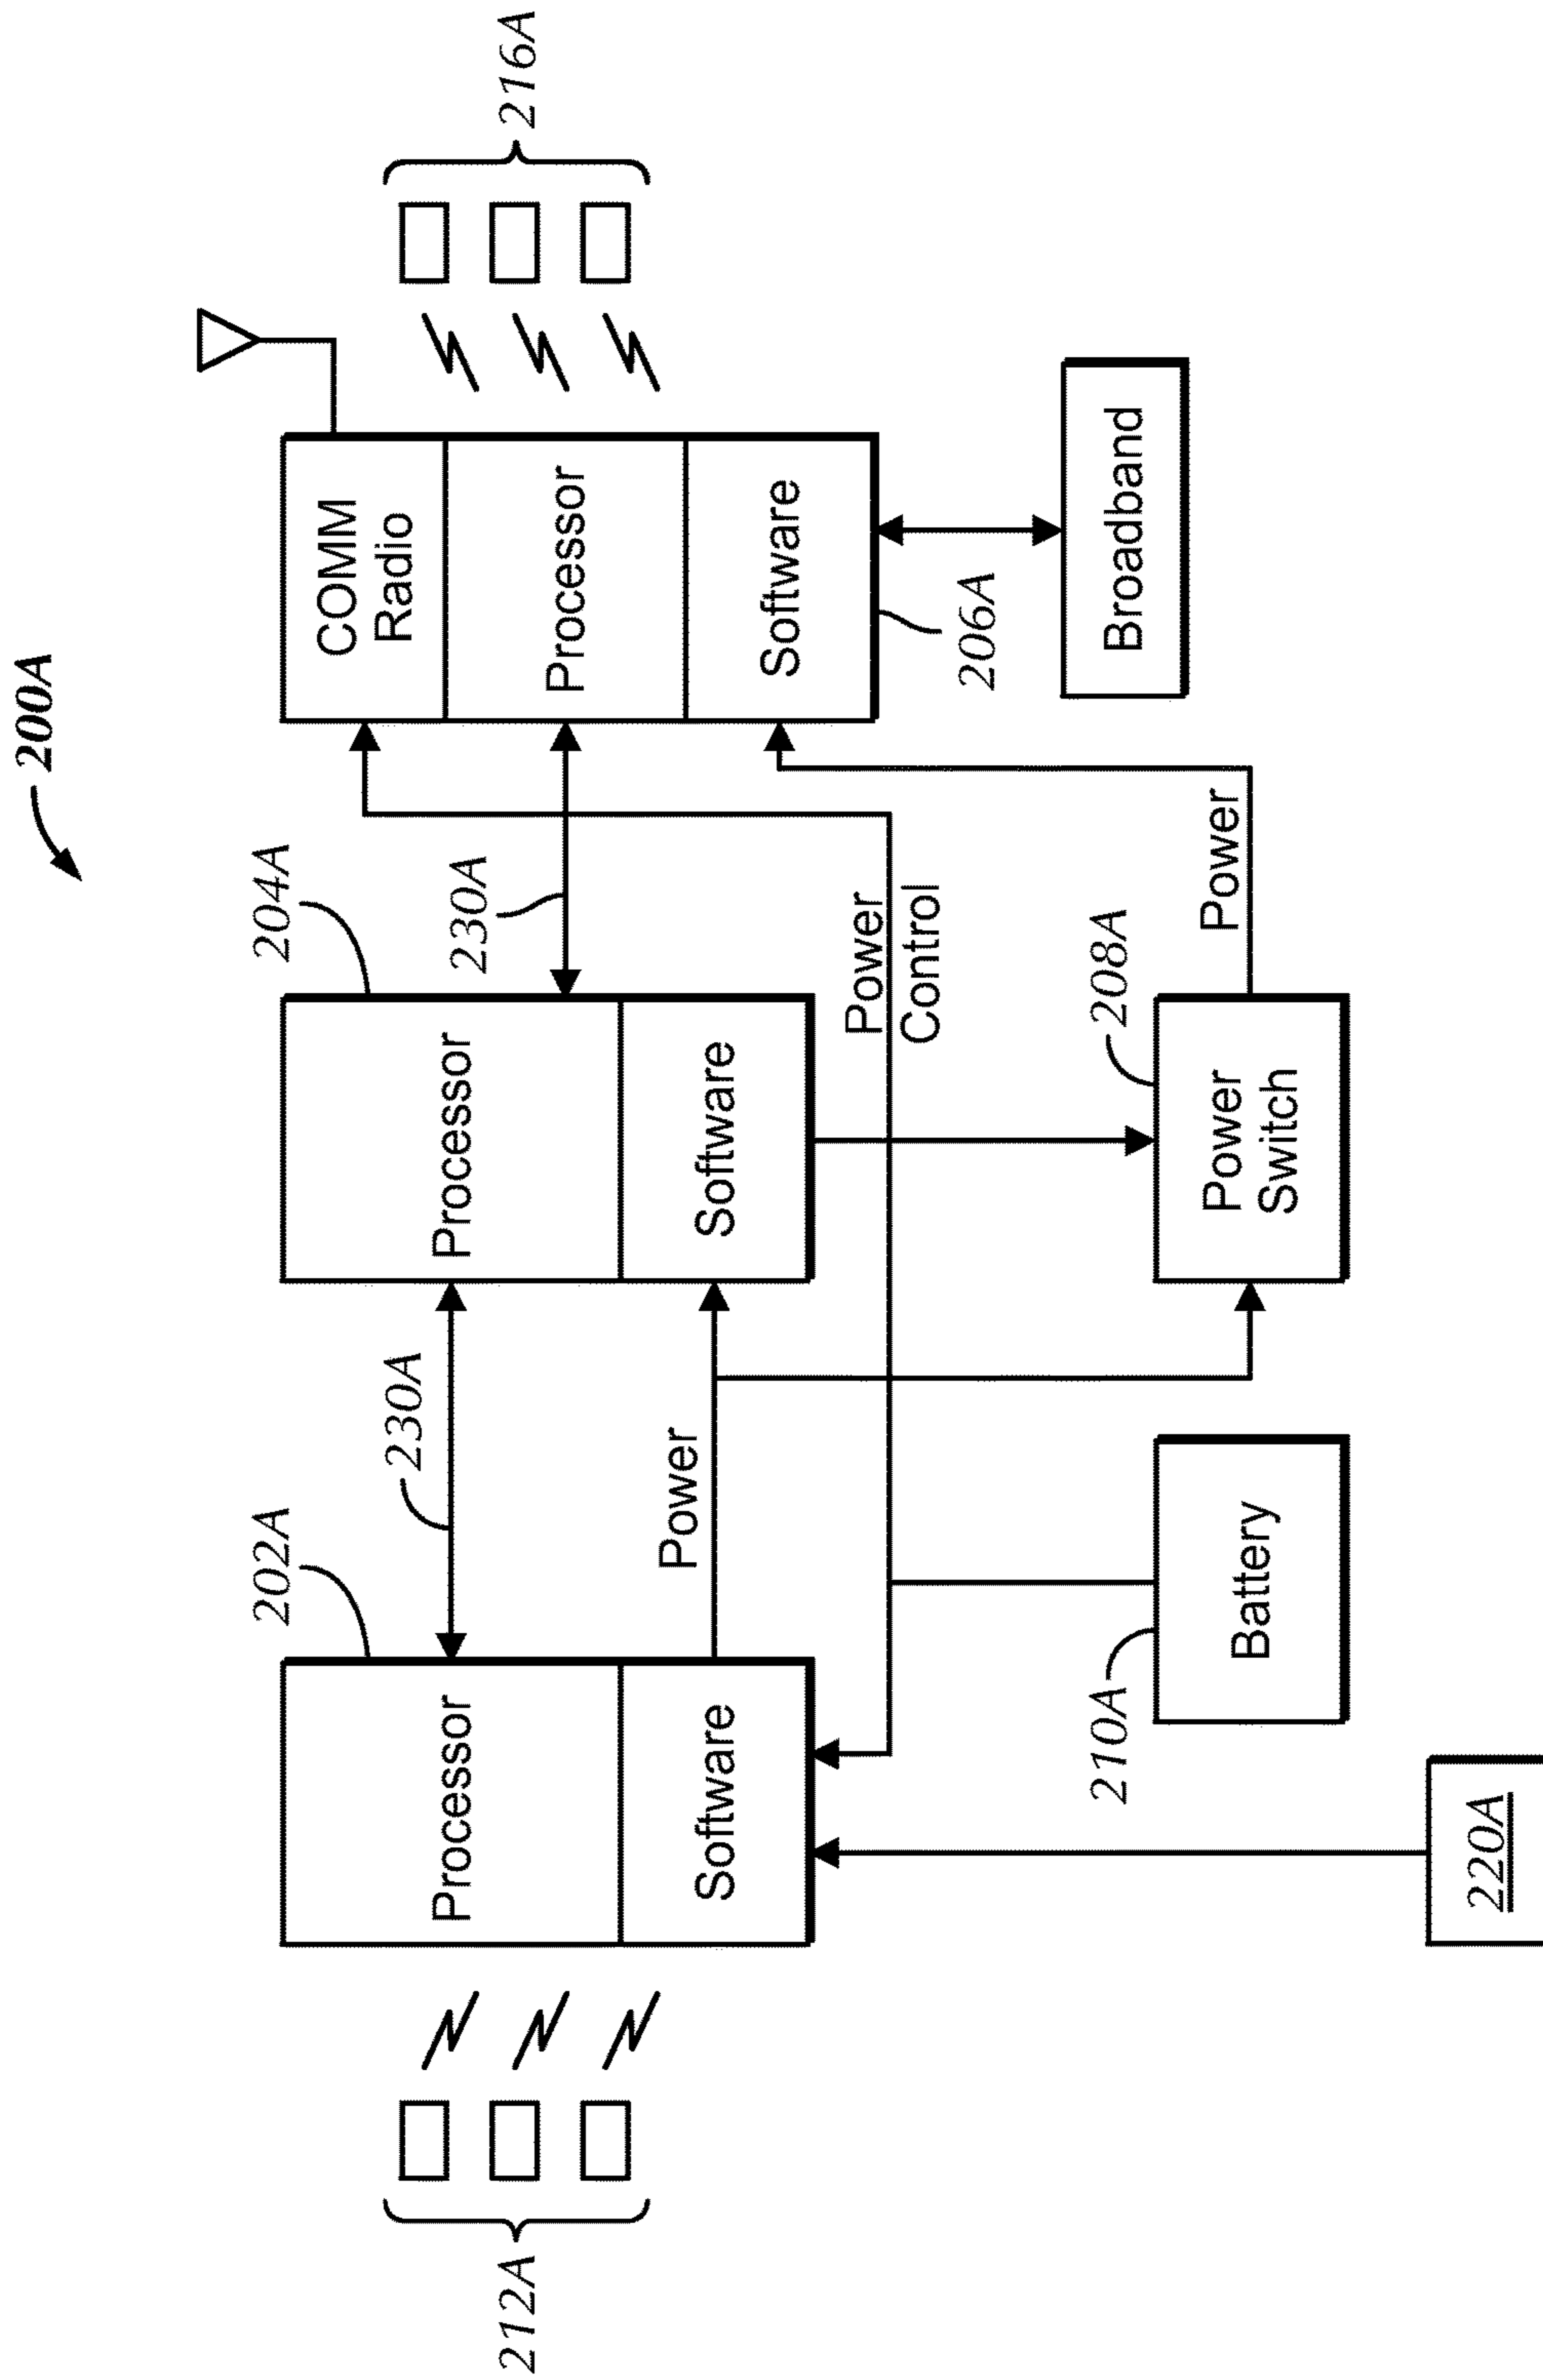 200A
202A
204A
230A
230A
212A
216A
Processor
Software
Processor
Software
COMM
Radio
Processor
Software
Power
Power
Control
206A
210A
208A
Power
Battery
Power
Switch
Broadband
220A